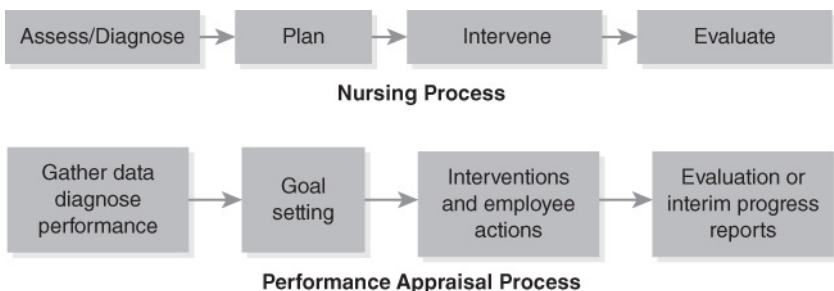 Assess/Diagnose
Plan
Intervene
Evaluate
Nursing Process
Gather data
diagnose
performance
Goal
setting
Interventions
and employee
actions
Evaluation or
interim progress
reports
Performance Appraisal Process